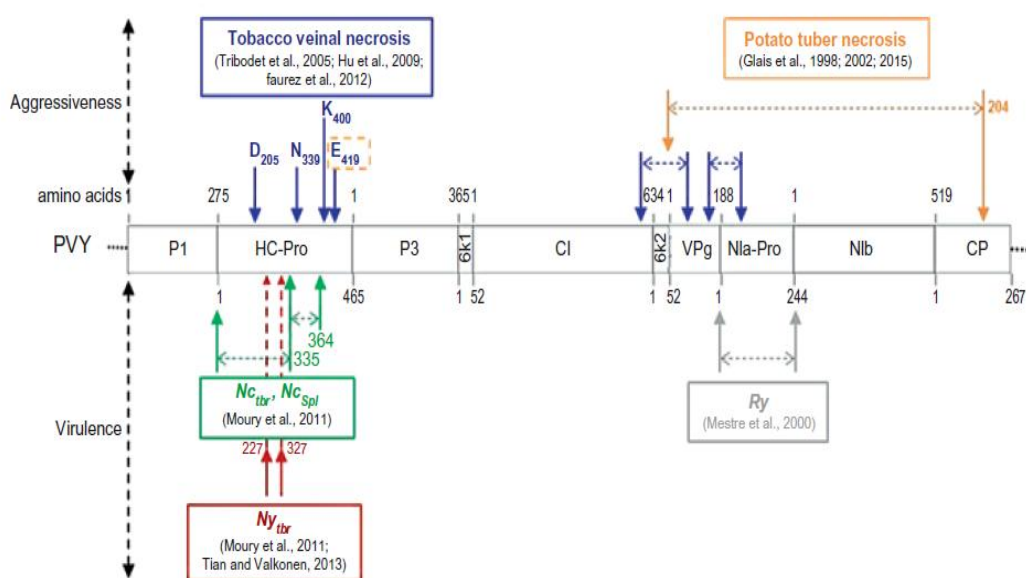 Tobacco veinal necrosis
(Tribodet et al., 2005; Hu et al., 2009;
faurez et al., 2012)
Potato tuber necrosis
(Glais et al., 1998; 2002; 2015)
Aggressiveness
K400
204
D205
N339
E419
amino acids
1
275
1
365
1
634
1
188
1
519
PVY
P1
HC-Pro
P3
6k1
CI
6k2
VPg
NIa-Pro
NIb
CP
1
465
1
52
1
52
1
244
1
267
364
335
Nctbr, NcSpl
(Moury et al., 2011)
Ry
(Mestre et al., 2000)
Virulence
227
327
Nytbr
(Moury et al., 2011;
Tian and Valkonen, 2013)